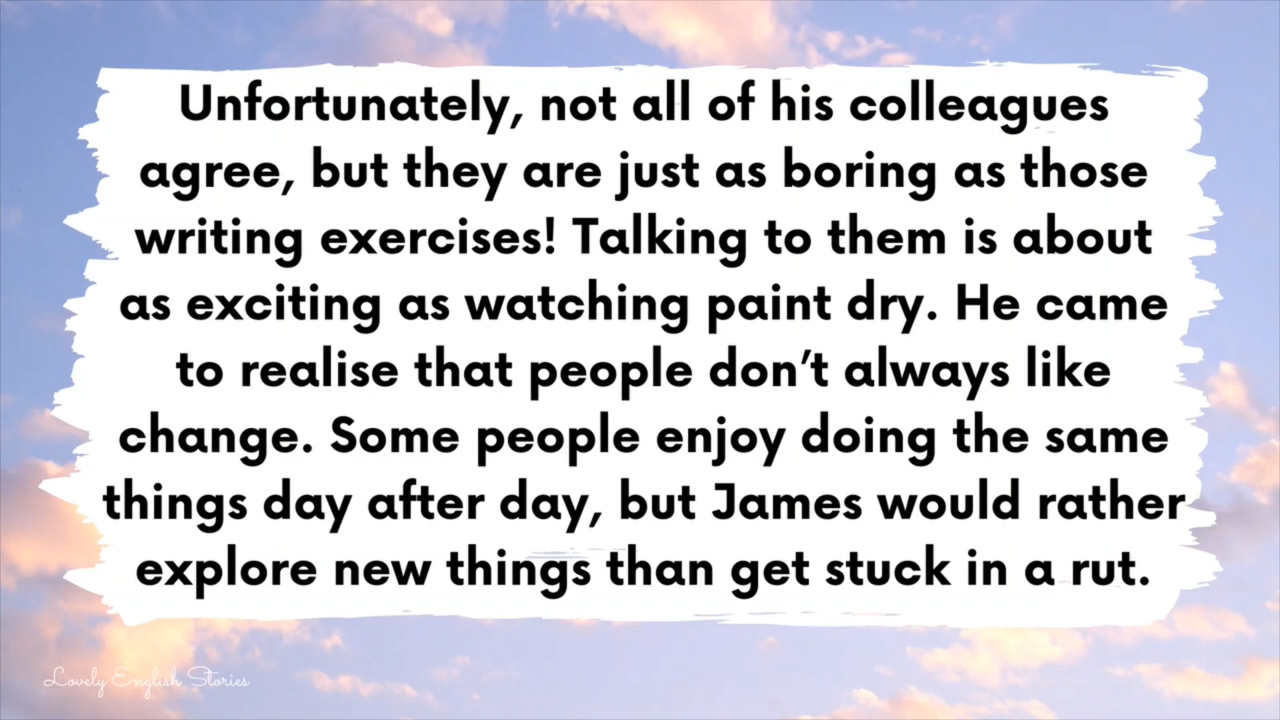 Unfortunately, not all of his colleagues
agree, but they are just as boring as those
writing exercises! Talking to them is about
as exciting as watching paint dry. He came
to realise that people don’t always like
change. Some people enjoy doing the same
things day after day, but James would rather
explore new things than get stuck in a rut.
Lovely English Stories